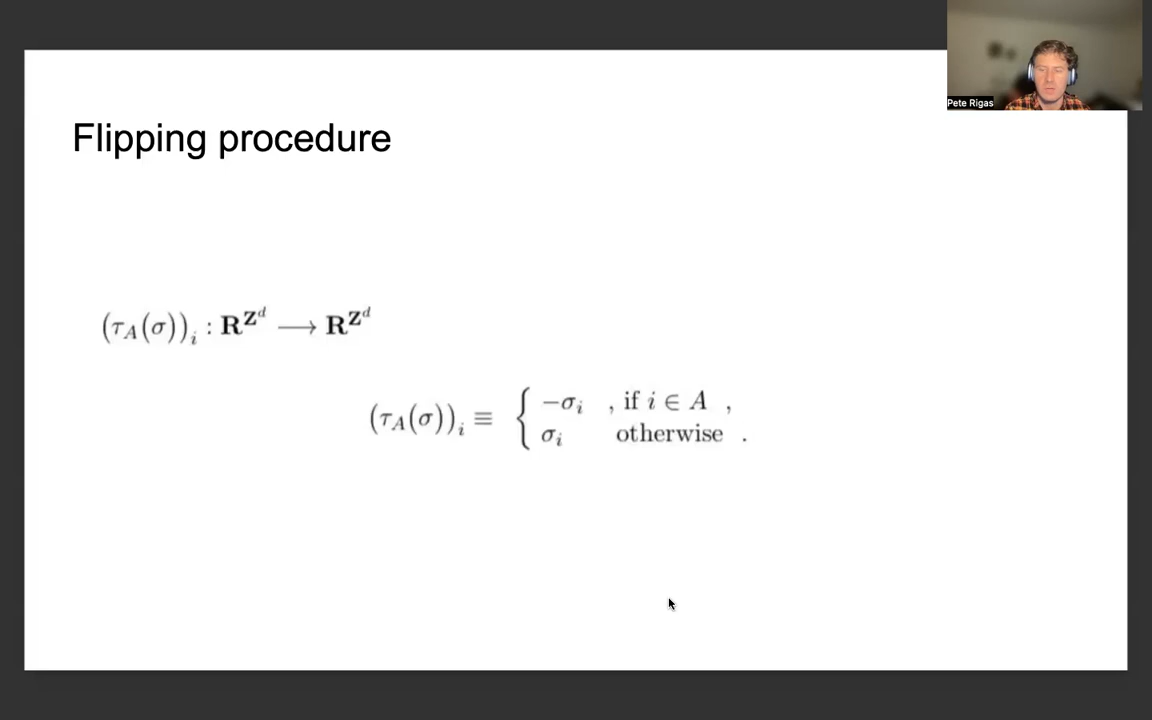 Pete Rigas
Flipping procedure
(τ_A(σ))_i : R^{Z^d} ⟶ R^{Z^d}
(τ_A(σ))_i ≡ { −σ_i , if i ∈ A ,
σ_i otherwise .